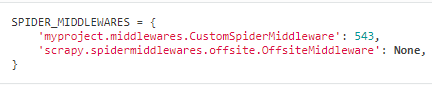 SPIDER_MIDDLEWARES = {
    'myproject.middlewares.CustomSpiderMiddleware': 543,
    'scrapy.spidermiddlewares.offsite.OffsiteMiddleware': None,
}